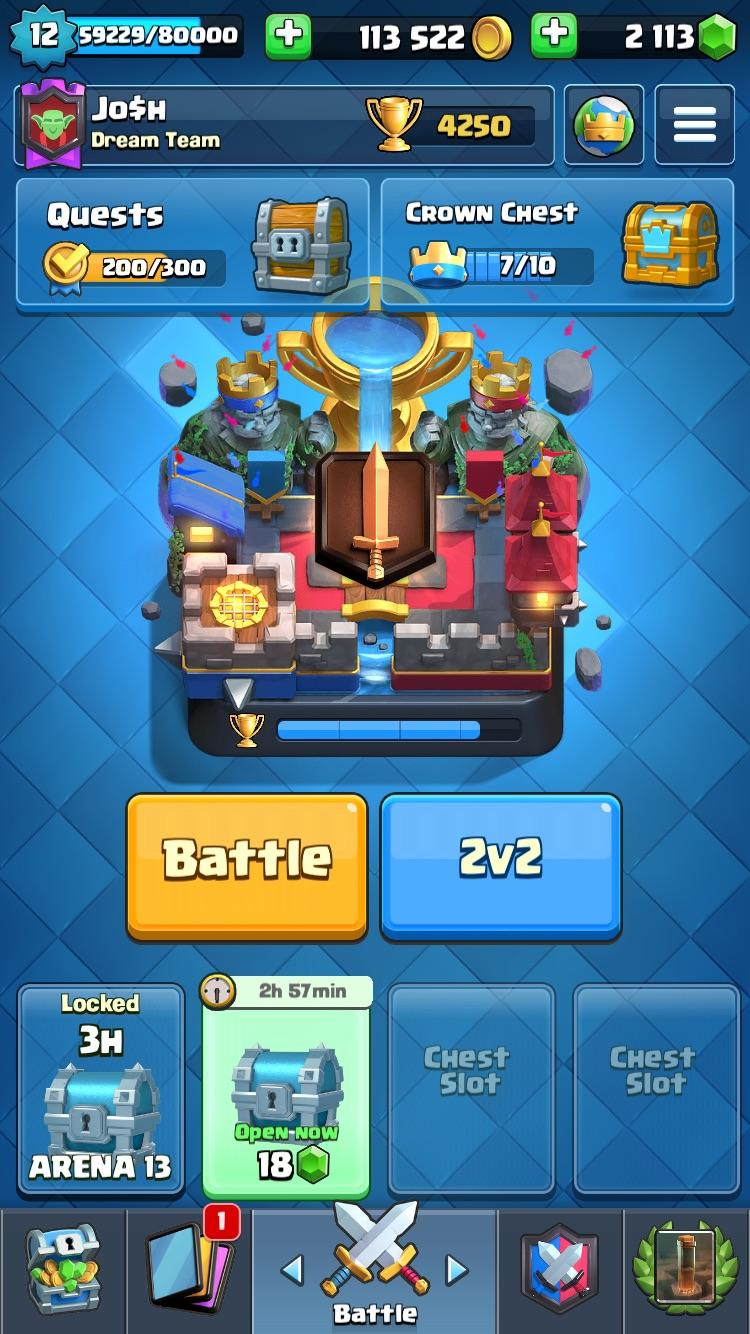 12 59229/80000 113 522 2 113
Jo$h
Dream Team
4250
Quests
200/300
Crown Chest
7/10
Battle
2v2
Locked
3h
ARENA 13
2h 57min
Open now
18
Chest
Slot
Chest
Slot
1
Battle